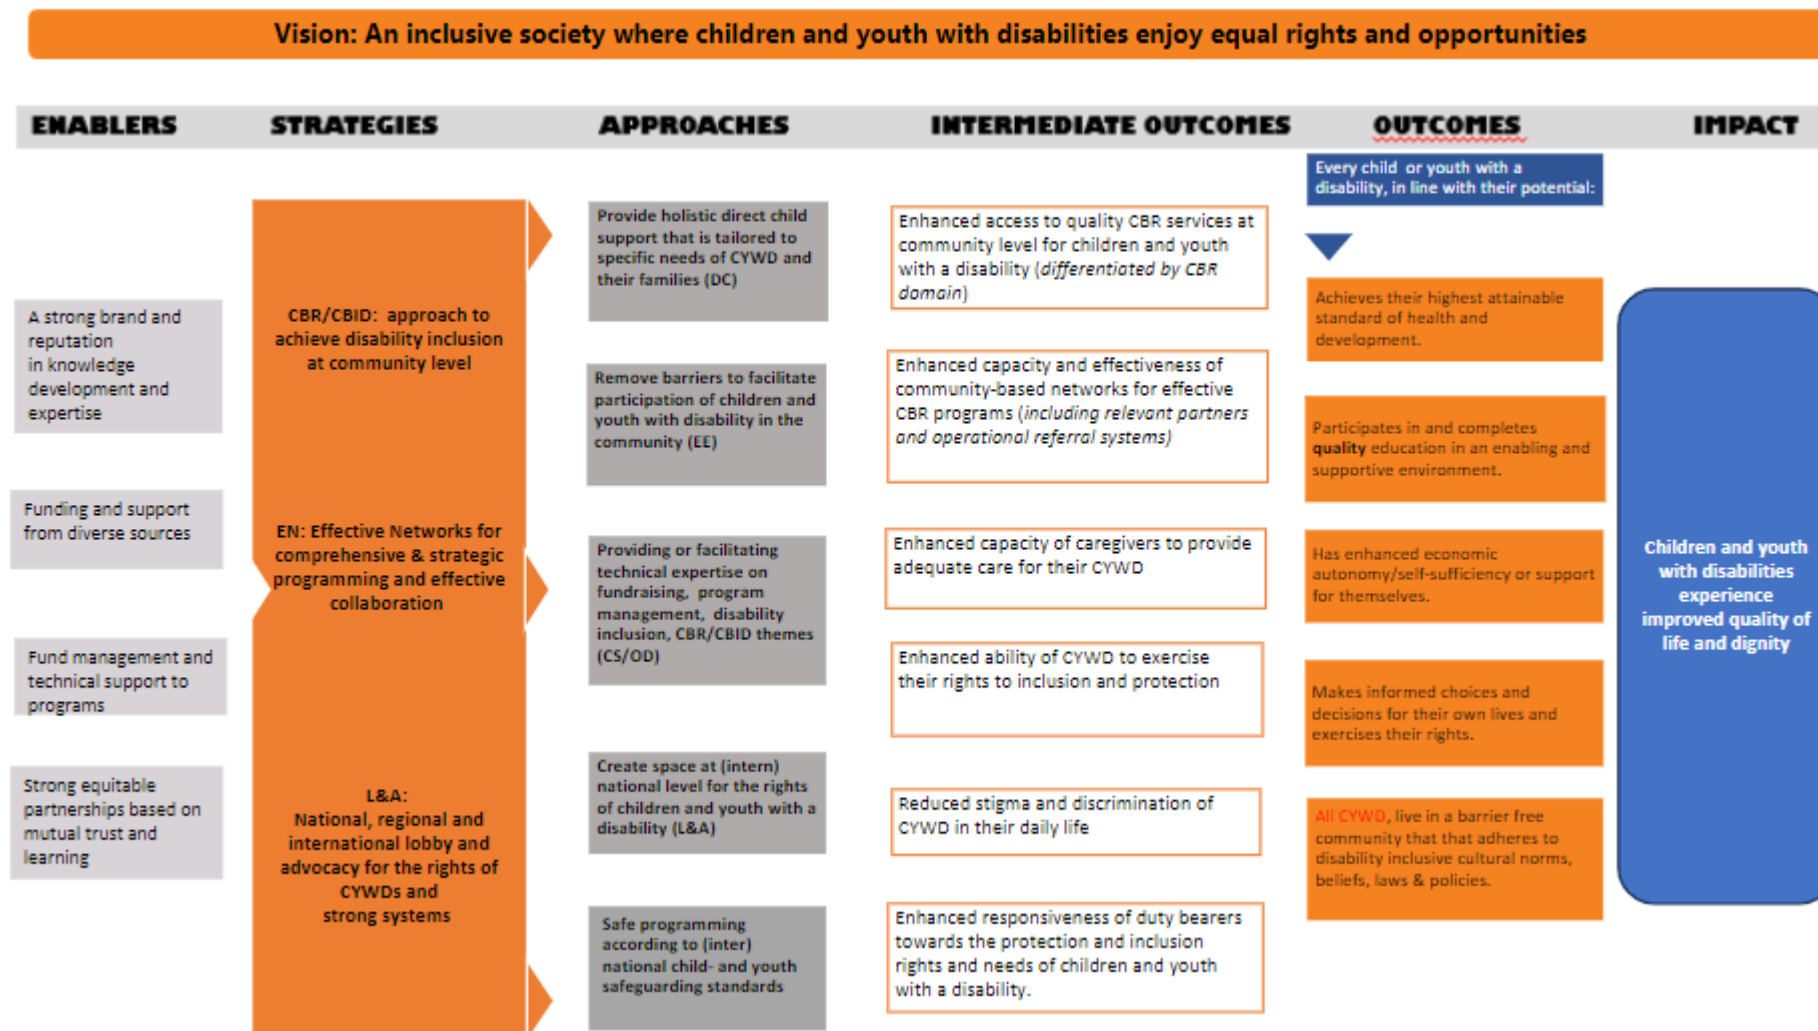 Vision: An inclusive society where children and youth with disabilities enjoy equal rights and opportunities
ENABLERS
STRATEGIES
APPROACHES
INTERMEDIATE OUTCOMES
OUTCOMES
IMPACT
A strong brand and
reputation
in knowledge
development and
expertise
Funding and support
from diverse sources
Fund management and
technical support to
programs
Strong equitable
partnerships based on
mutual trust and
learning
CBR/CBID: approach to
achieve disability inclusion
at community level
EN: Effective Networks for
comprehensive & strategic
programming and effective
collaboration
L&A:
National, regional and
international lobby and
advocacy for the rights of
CYWDs and
strong systems
Provide holistic direct child
support that is tailored to
specific needs of CYWD and
their families (DC)
Remove barriers to facilitate
participation of children and
youth with disability in the
community (EE)
Providing or facilitating
technical expertise on
fundraising, program
management, disability
inclusion, CBR/CBID themes
(CS/OD)
Create space at (intern)
national level for the rights
of children and youth with a
disability (L&A)
Safe programming
according to (inter)
national child- and youth
safeguarding standards
Enhanced access to quality CBR services at
community level for children and youth
with a disability (differentiated by CBR
domain)
Enhanced capacity and effectiveness of
community-based networks for effective
CBR programs (including relevant partners
and operational referral systems)
Enhanced capacity of caregivers to provide
adequate care for their CYWD
Enhanced ability of CYWD to exercise
their rights to inclusion and protection
Reduced stigma and discrimination of
CYWD in their daily life
Enhanced responsiveness of duty bearers
towards the protection and inclusion
rights and needs of children and youth
with a disability.
Every child or youth with a
disability, in line with their potential:
Achieves their highest attainable
standard of health and
development.
Participates in and completes
quality education in an enabling and
supportive environment.
Has enhanced economic
autonomy/self-sufficiency or support
for themselves.
Makes informed choices and
decisions for their own lives and
exercises their rights.
All CYWD, live in a barrier free
community that that adheres to
disability inclusive cultural norms,
beliefs, laws & policies.
Children and youth
with disabilities
experience
improved quality of
life and dignity